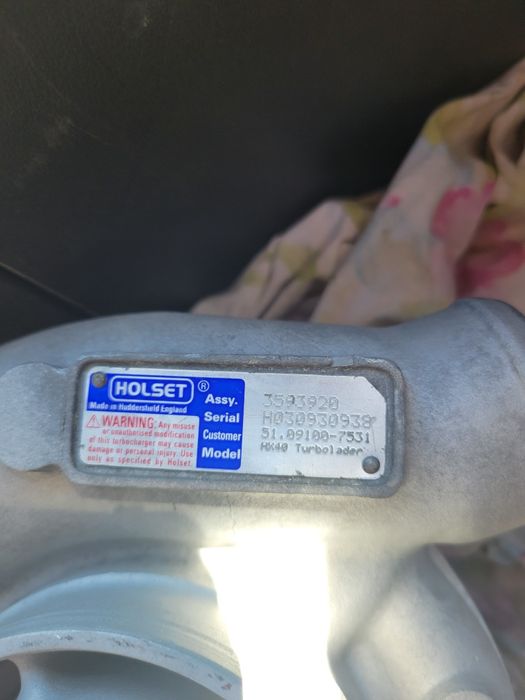 HOLSET ®
Made in Huddersfield England
WARNING: Any misuse
or unauthorised modification
of this turbocharger may cause
damage or personal injury. Use
only as specified by Holset.
Assy. 3593920
Serial H030930938
Customer 51.09100-7531
Model HX40 Turbolader